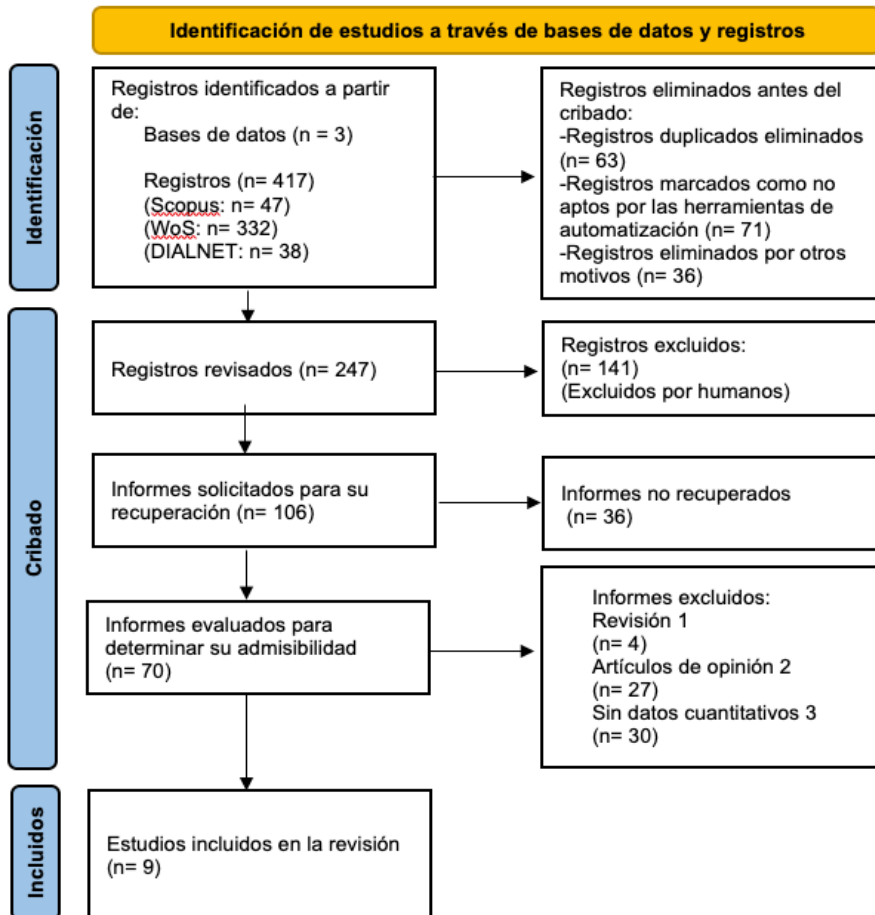 Identificación de estudios a través de bases de datos y registros
Identificación
Registros identificados a partir
de:
Bases de datos (n = 3)
Registros (n= 417)
(Scopus: n= 47)
(WoS: n= 332)
(DIALNET: n= 38)
Registros eliminados antes del
cribado:
-Registros duplicados eliminados
(n= 63)
-Registros marcados como no
aptos por las herramientas de
automatización (n= 71)
-Registros eliminados por otros
motivos (n= 36)
Cribado
Registros revisados (n= 247)
Registros excluidos:
(n= 141)
(Excluidos por humanos)
Informes solicitados para su
recuperación (n= 106)
Informes no recuperados
(n= 36)
Informes evaluados para
determinar su admisibilidad
(n= 70)
Informes excluidos:
Revisión 1
(n= 4)
Artículos de opinión 2
(n= 27)
Sin datos cuantitativos 3
(n= 30)
Incluidos
Estudios incluidos en la revisión
(n= 9)